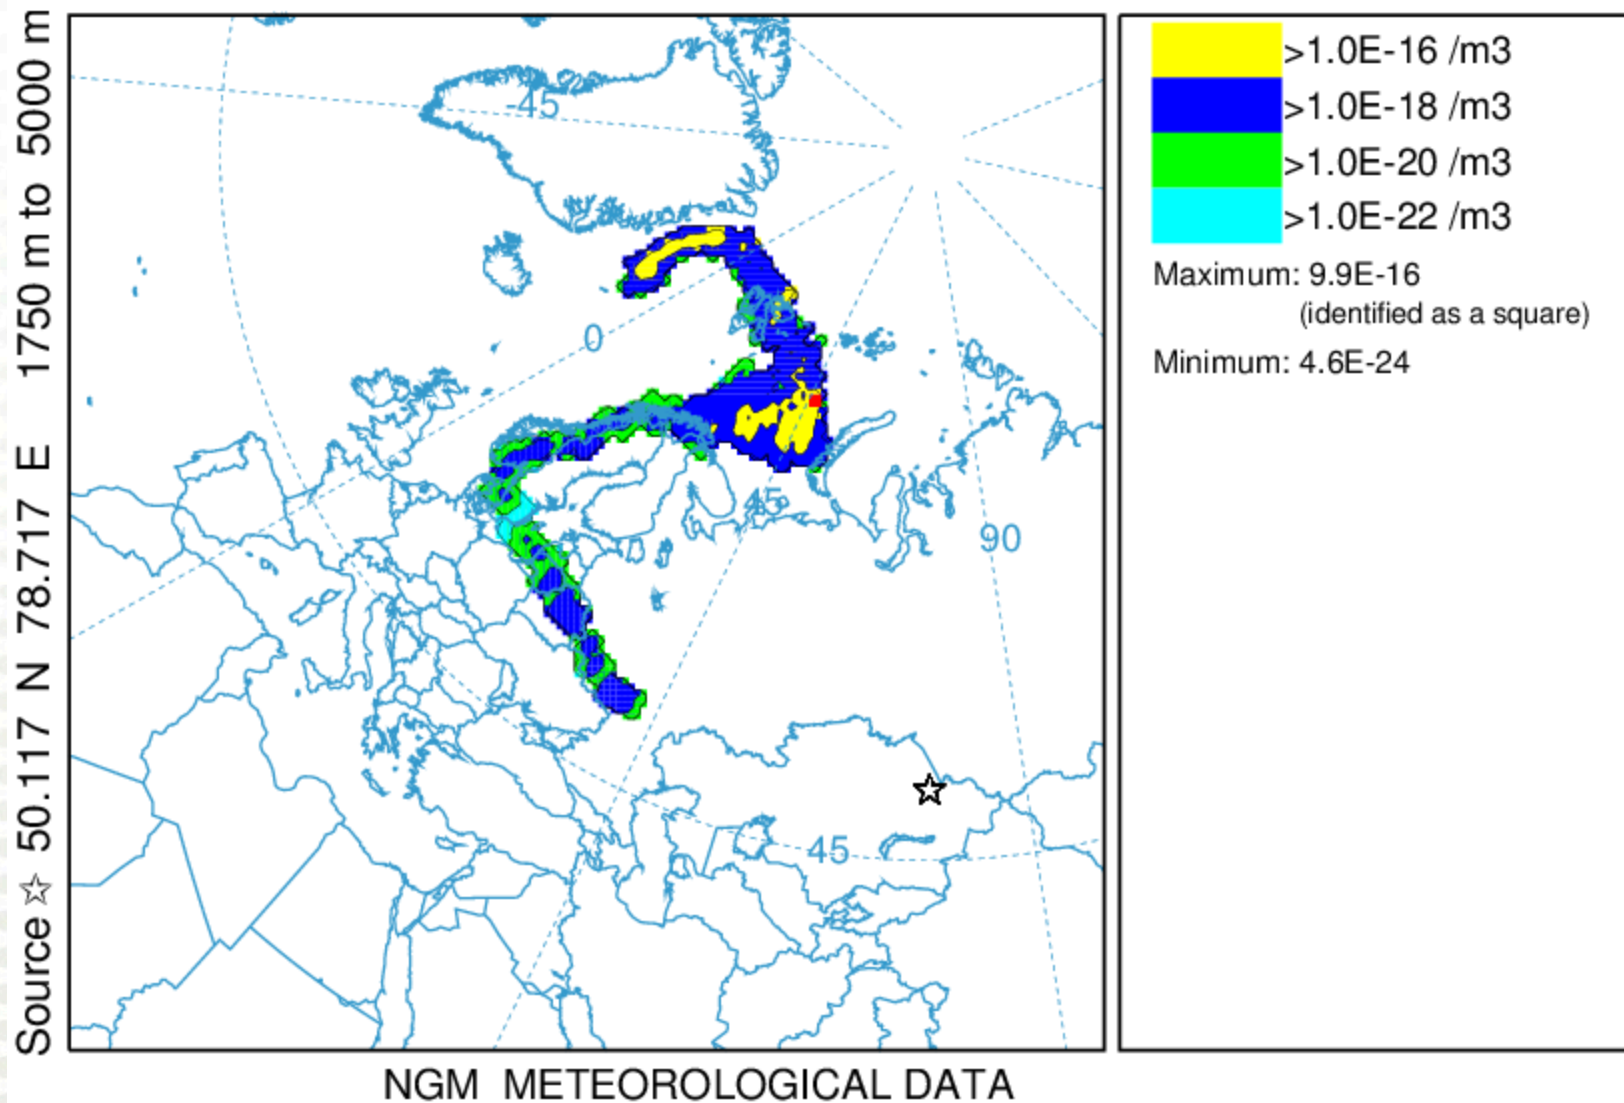 Source ☆ 50.117 N 78.717 E 1750 m to 5000 m
-45
0
45
90
45
NGM METEOROLOGICAL DATA
>1.0E-16 /m3
>1.0E-18 /m3
>1.0E-20 /m3
>1.0E-22 /m3
Maximum: 9.9E-16
(identified as a square)
Minimum: 4.6E-24